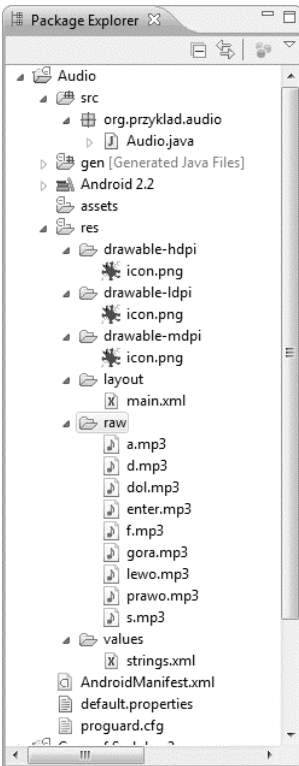 Package Explorer
Audio
src
org.przyklad.audio
Audio.java
gen [Generated Java Files]
Android 2.2
assets
res
drawable-hdpi
icon.png
drawable-ldpi
icon.png
drawable-mdpi
icon.png
layout
main.xml
raw
a.mp3
d.mp3
dol.mp3
enter.mp3
f.mp3
gora.mp3
lewo.mp3
prawo.mp3
s.mp3
values
strings.xml
AndroidManifest.xml
default.properties
proguard.cfg